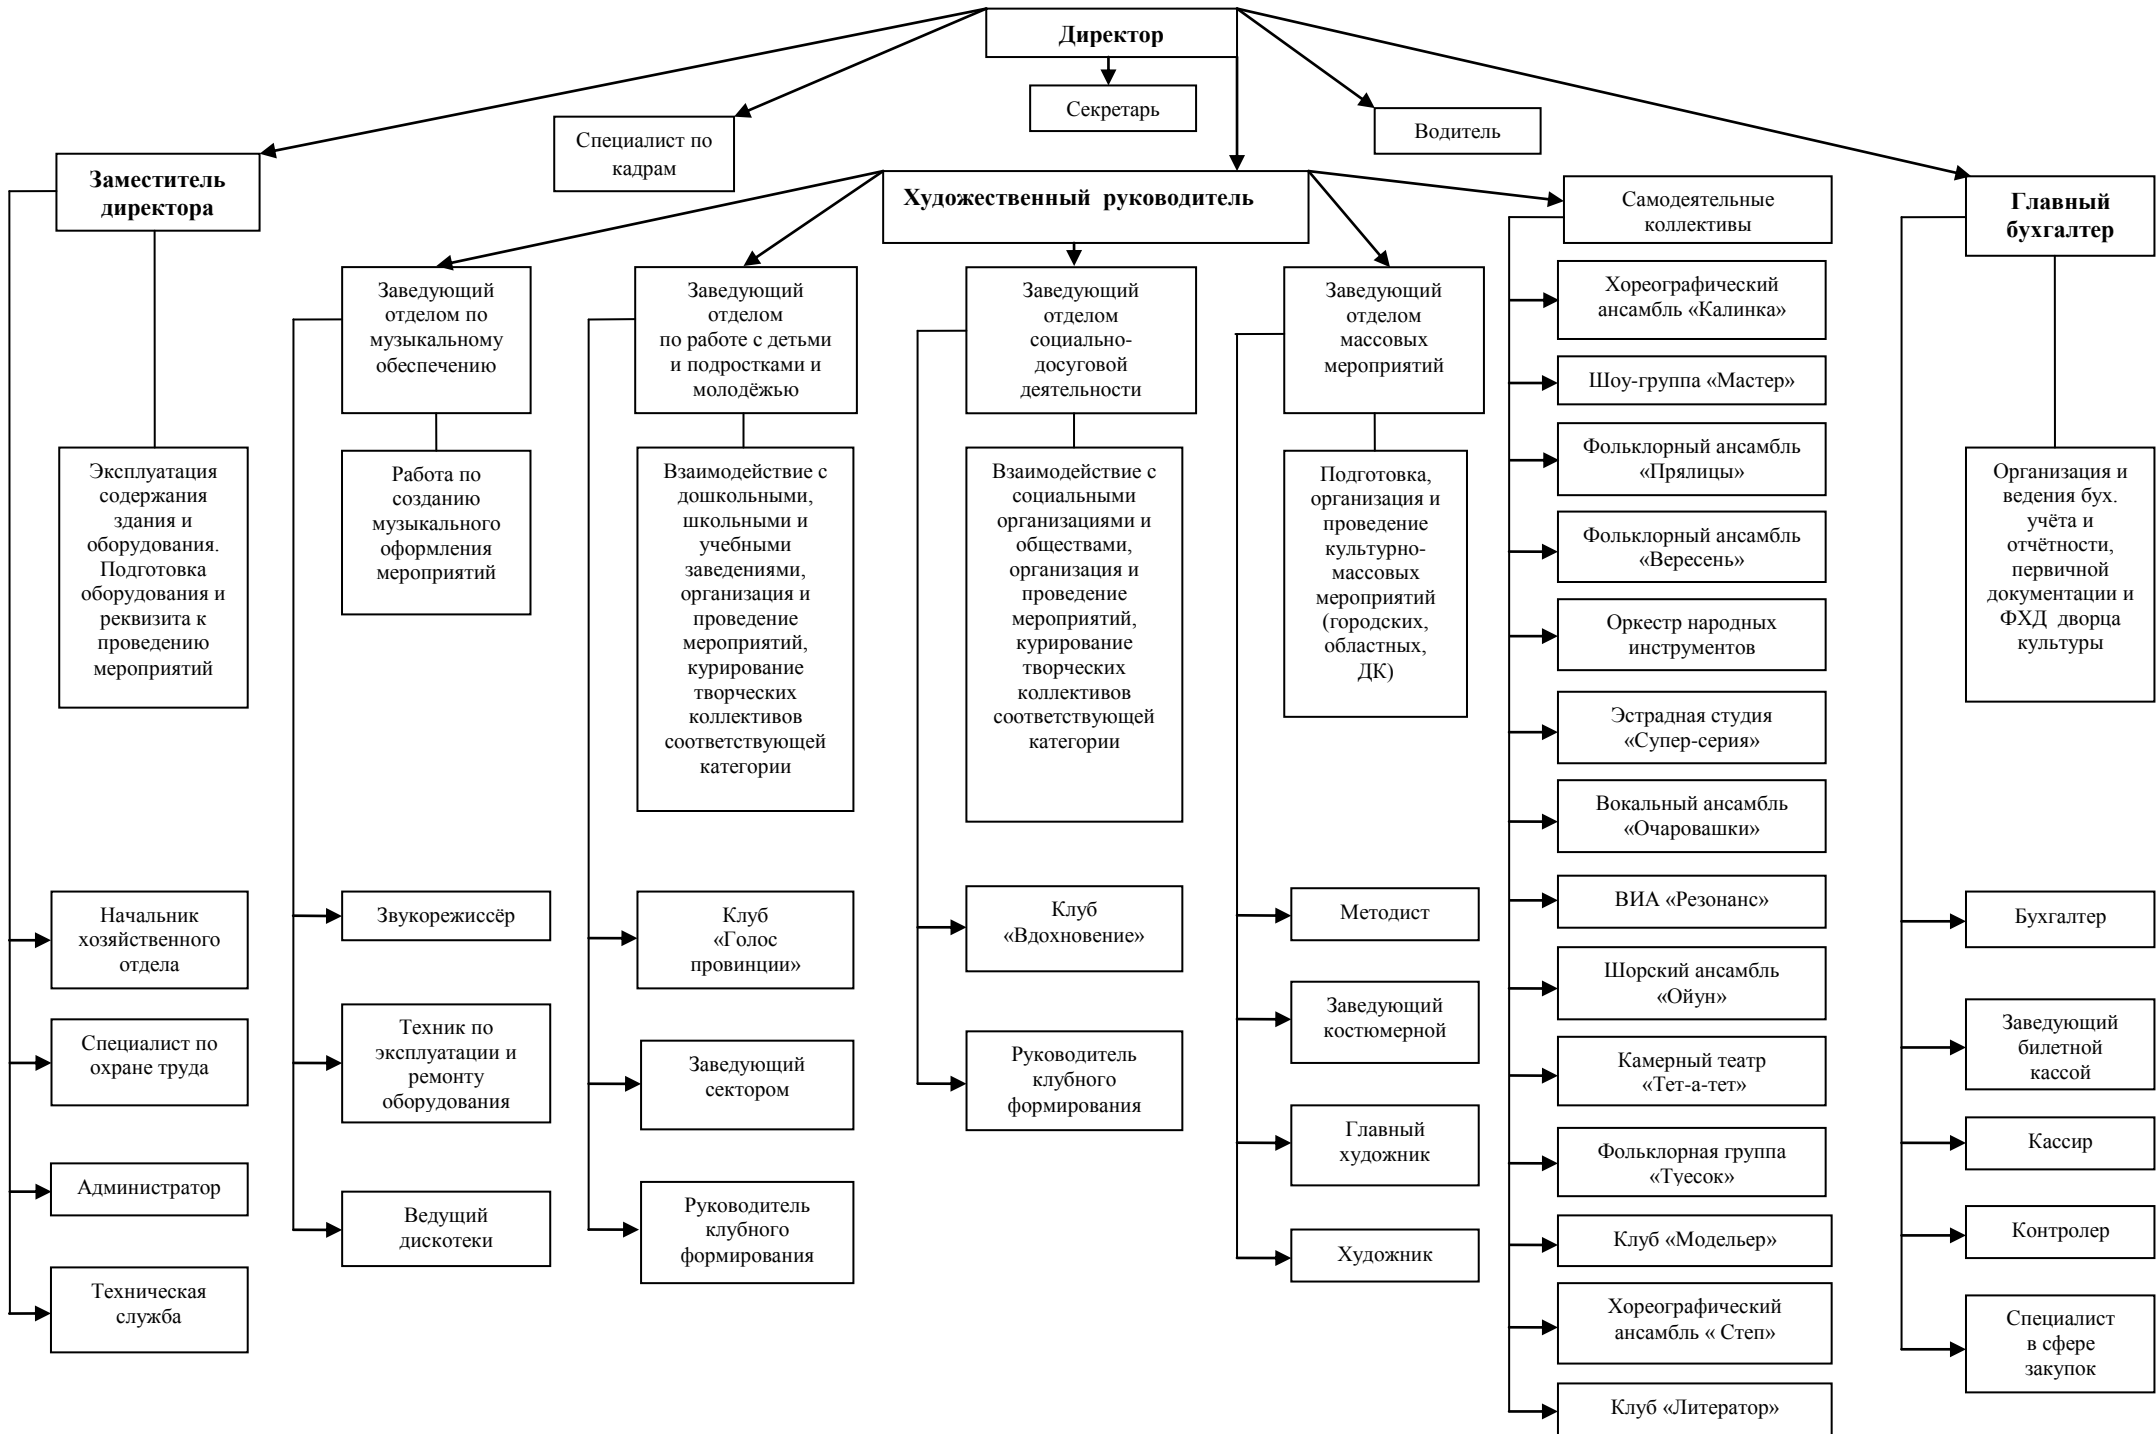 Директор
Секретарь
Специалист по
кадрам
Водитель
Заместитель
директора
Художественный руководитель
Самодеятельные
коллективы
Главный
бухгалтер
Заведующий
отделом по
музыкальному
обеспечению
Заведующий
отделом
по работе с детьми
и подростками и
молодёжью
Заведующий
отделом
социально-
досуговой
деятельности
Заведующий
отделом
массовых
мероприятий
Эксплуатация
содержания
здания и
оборудования.
Подготовка
оборудования и
реквизита к
проведению
мероприятий
Работа по
созданию
музыкального
оформления
мероприятий
Взаимодействие с
дошкольными,
школьными и
учебными
заведениями,
организация и
проведение
мероприятий,
курирование
творческих
коллективов
соответствующей
категории
Взаимодействие с
социальными
организациями и
обществами,
организация и
проведение
мероприятий,
курирование
творческих
коллективов
соответствующей
категории
Подготовка,
организация и
проведение
культурно-
массовых
мероприятий
(городских,
областных,
ДК)
Организация и
ведения бух.
учёта и
отчётности,
первичной
документации и
ФХД дворца
культуры
Начальник
хозяйственного
отдела
Специалист по
охране труда
Администратор
Техническая
служба
Звукорежиссёр
Техник по
эксплуатации и
ремонту
оборудования
Ведущий
дискотеки
Клуб
«Голос
провинции»
Заведующий
сектором
Руководитель
клубного
формирования
Клуб
«Вдохновение»
Руководитель
клубного
формирования
Методист
Заведующий
костюмерной
Главный
художник
Художник
Хореографический
ансамбль «Калинка»
Шоу-группа «Мастер»
Фольклорный ансамбль
«Прялицы»
Фольклорный ансамбль
«Вересень»
Оркестр народных
инструментов
Эстрадная студия
«Супер-серия»
Вокальный ансамбль
«Очаровашки»
ВИА «Резонанс»
Шорский ансамбль
«Ойун»
Камерный театр
«Тет-а-тет»
Фольклорная группа
«Туесок»
Клуб «Модельер»
Хореографический
ансамбль « Степ»
Клуб «Литератор»
Бухгалтер
Заведующий
билетной
кассой
Кассир
Контролер
Специалист
в сфере
закупок